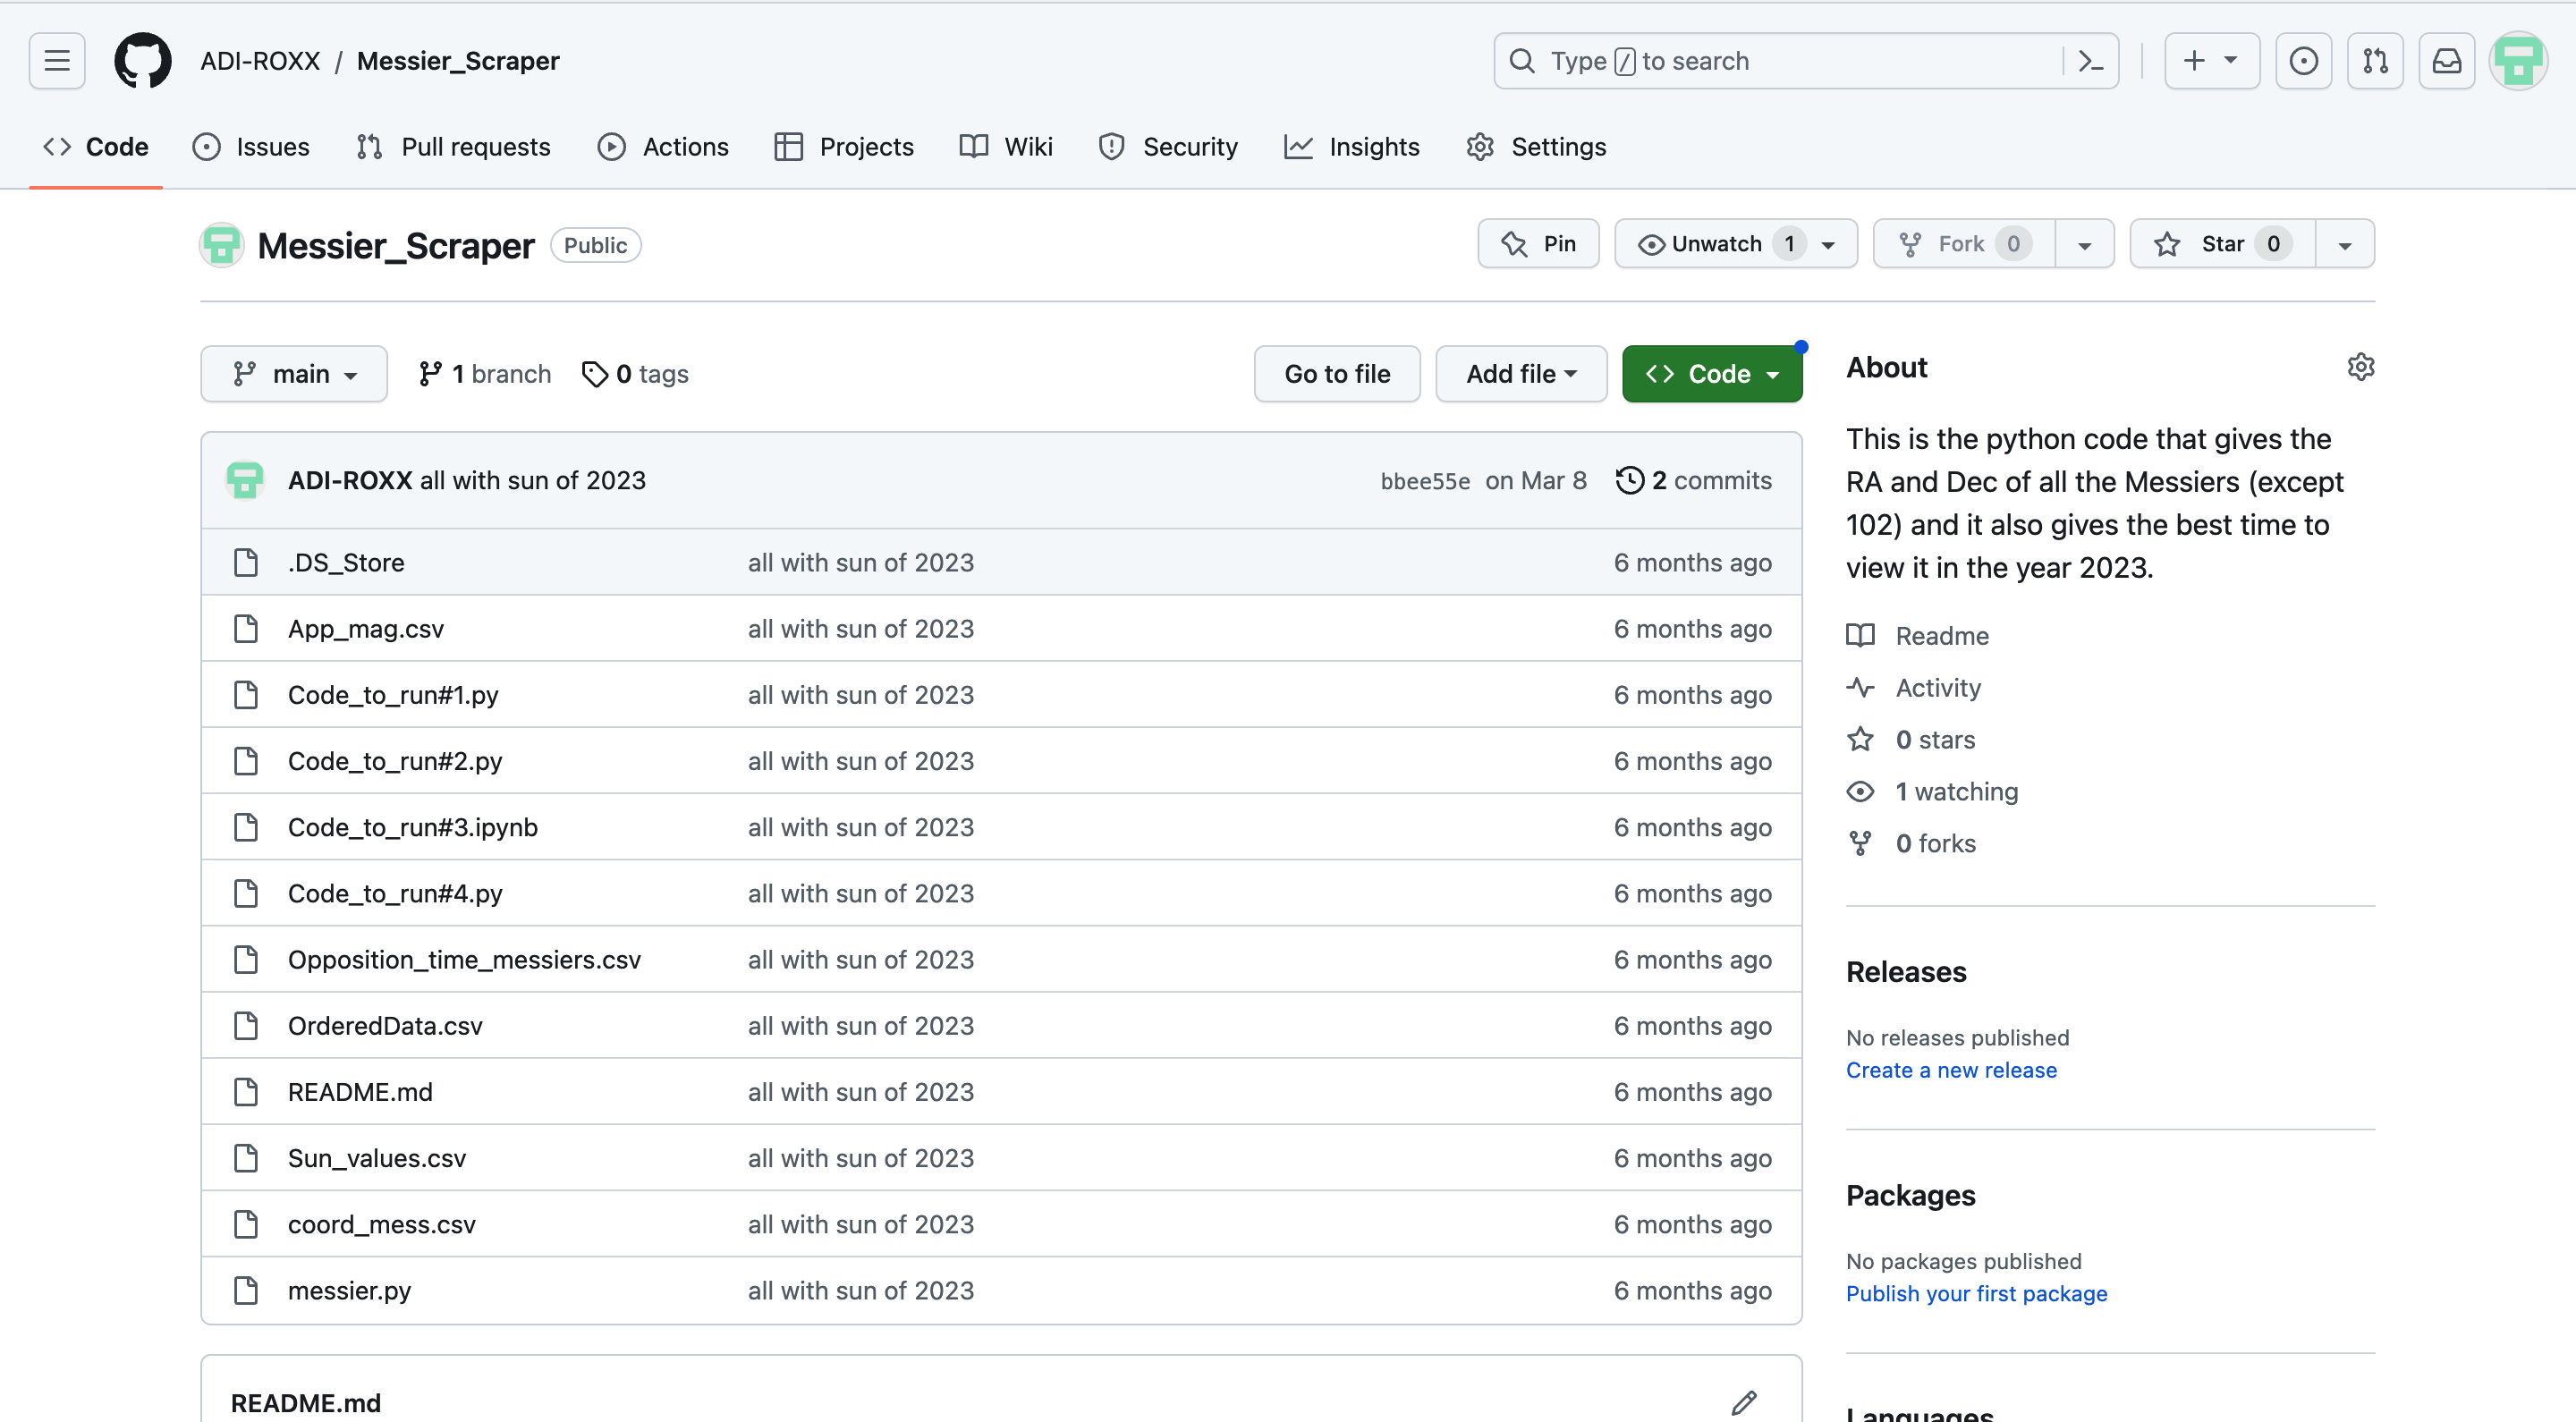 ADI-ROXX / Messier_Scraper
Type / to search
Code Issues Pull requests Actions Projects Wiki Security Insights Settings
Messier_Scraper Public
Pin Unwatch 1 Fork 0 Star 0
main 1 branch 0 tags Go to file Add file Code
ADI-ROXX all with sun of 2023 bbee55e on Mar 8 2 commits
.DS_Store all with sun of 2023 6 months ago
App_mag.csv all with sun of 2023 6 months ago
Code_to_run#1.py all with sun of 2023 6 months ago
Code_to_run#2.py all with sun of 2023 6 months ago
Code_to_run#3.ipynb all with sun of 2023 6 months ago
Code_to_run#4.py all with sun of 2023 6 months ago
Opposition_time_messiers.csv all with sun of 2023 6 months ago
OrderedData.csv all with sun of 2023 6 months ago
README.md all with sun of 2023 6 months ago
Sun_values.csv all with sun of 2023 6 months ago
coord_mess.csv all with sun of 2023 6 months ago
messier.py all with sun of 2023 6 months ago
README.md
About
This is the python code that gives the
RA and Dec of all the Messiers (except
102) and it also gives the best time to
view it in the year 2023.
Readme
Activity
0 stars
1 watching
0 forks
Releases
No releases published
Create a new release
Packages
No packages published
Publish your first package
Languages